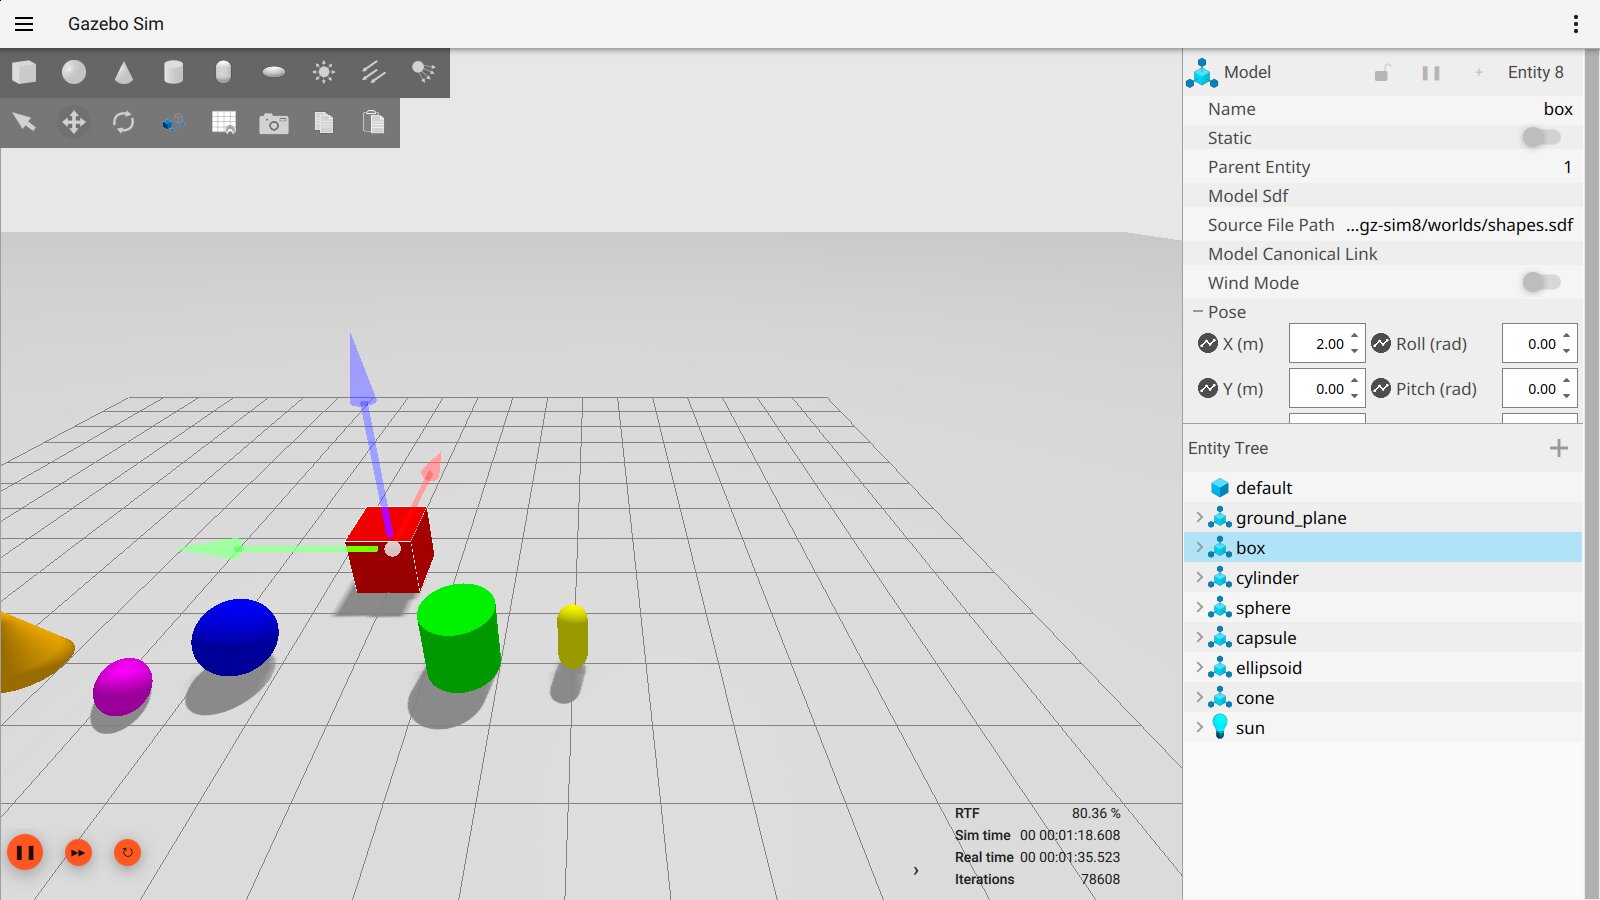 Gazebo Sim
Model Entity 8
Name box
Static
Parent Entity 1
Model Sdf
Source File Path ...gz-sim8/worlds/shapes.sdf
Model Canonical Link
Wind Mode
Pose
X (m) 2.00 Roll (rad) 0.00
Y (m) 0.00 Pitch (rad) 0.00
Entity Tree
default
ground_plane
box
cylinder
sphere
capsule
ellipsoid
cone
sun
RTF 80.36 %
Sim time 00 00:01:18.608
Real time 00 00:01:35.523
Iterations 78608